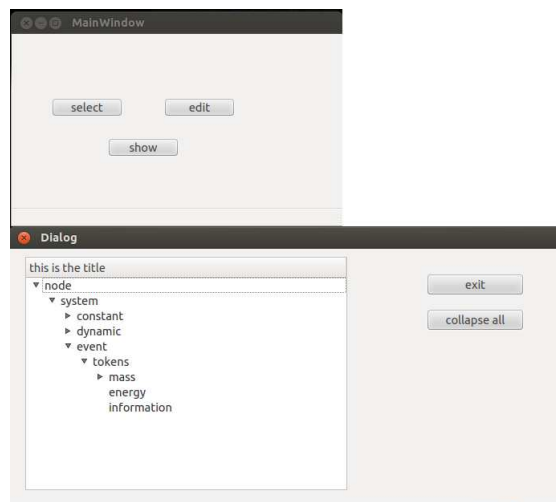 MainWindow
select edit
show
Dialog
this is the title
node
system
constant
dynamic
event
tokens
mass
energy
information
exit
collapse all